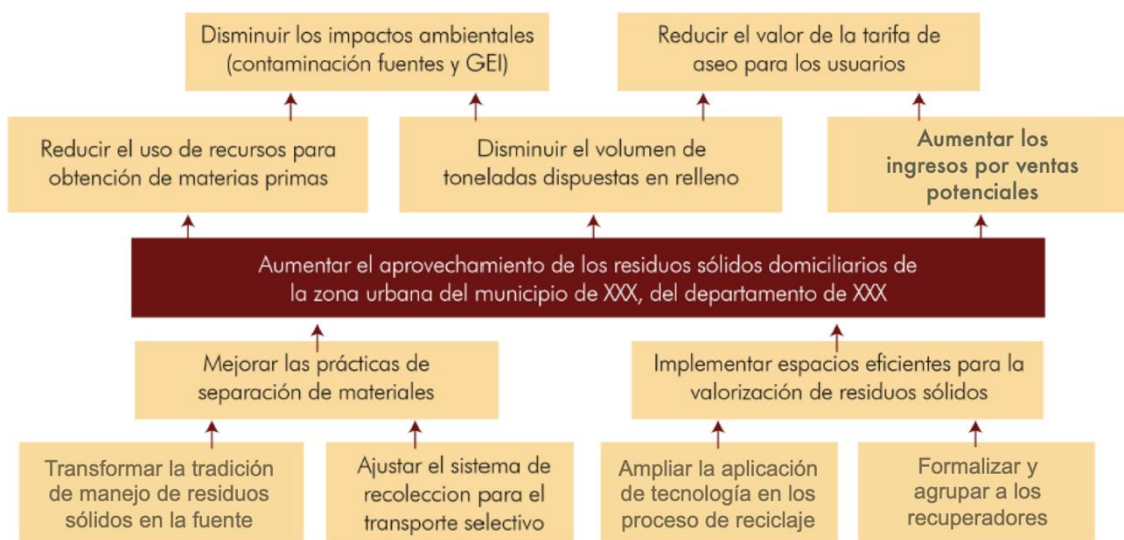 Disminuir los impactos ambientales
(contaminación fuentes y GEI)
Reducir el valor de la tarifa de
aseo para los usuarios
Reducir el uso de recursos para
obtención de materias primas
Disminuir el volumen de
toneladas dispuestas en relleno
Aumentar los
ingresos por ventas
potenciales
Aumentar el aprovechamiento de los residuos sólidos domiciliarios de
la zona urbana del municipio de XXX, del departamento de XXX
Mejorar las prácticas de
separación de materiales
Implementar espacios eficientes para la
valorización de residuos sólidos
Transformar la tradición
de manejo de residuos
sólidos en la fuente
Ajustar el sistema de
recoleccion para el
transporte selectivo
Ampliar la aplicación
de tecnología en los
proceso de reciclaje
Formalizar y
agrupar a los
recuperadores